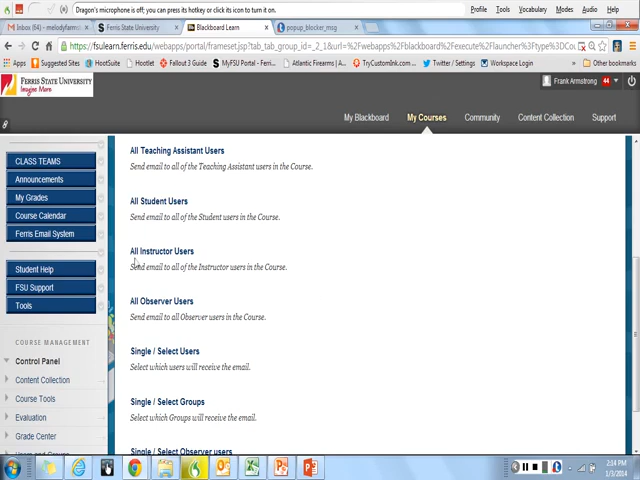 Dragon's microphone is off; you can press its hotkey or click its icon to turn it on.
Profile Tools Vocabulary Modes Audio Help
Inbox (64) - melodyfarm@
Ferris State University
Blackboard Learn
popup_blocker_msg
https://fsulearn.ferris.edu/webapps/portal/frameset.jsp?tab_tab_group_id=_2_1&url=%2Fwebapps%2Fblackboard%2Fexecute%2Flauncher%3Ftype%3DCou
Apps Suggested Sites HootSuite Hootlet Fallout 3 Guide MyFSU Portal - Ferri... Atlantic Firearms | A... TryCustomInk.com Twitter / Settings Workspace Login Other bookmarks
FERRIS STATE UNIVERSITY
Imagine More
Frank Armstrong 44
My Blackboard My Courses Community Content Collection Support
CLASS TEAMS
Announcements
My Grades
Course Calendar
Ferris Email System
Student Help
FSU Support
Tools
COURSE MANAGEMENT
Control Panel
Content Collection
Course Tools
Evaluation
Grade Center
All Teaching Assistant Users
Send email to all of the Teaching Assistant users in the Course.
All Student Users
Send email to all of the Student users in the Course.
All Instructor Users
Send email to all of the Instructor users in the Course.
All Observer Users
Send email to all Observer users in the Course.
Single / Select Users
Select which users will receive the email.
Single / Select Groups
Select which Groups will receive the email.
Single / Select Observer users
2:14 PM
1/3/2014